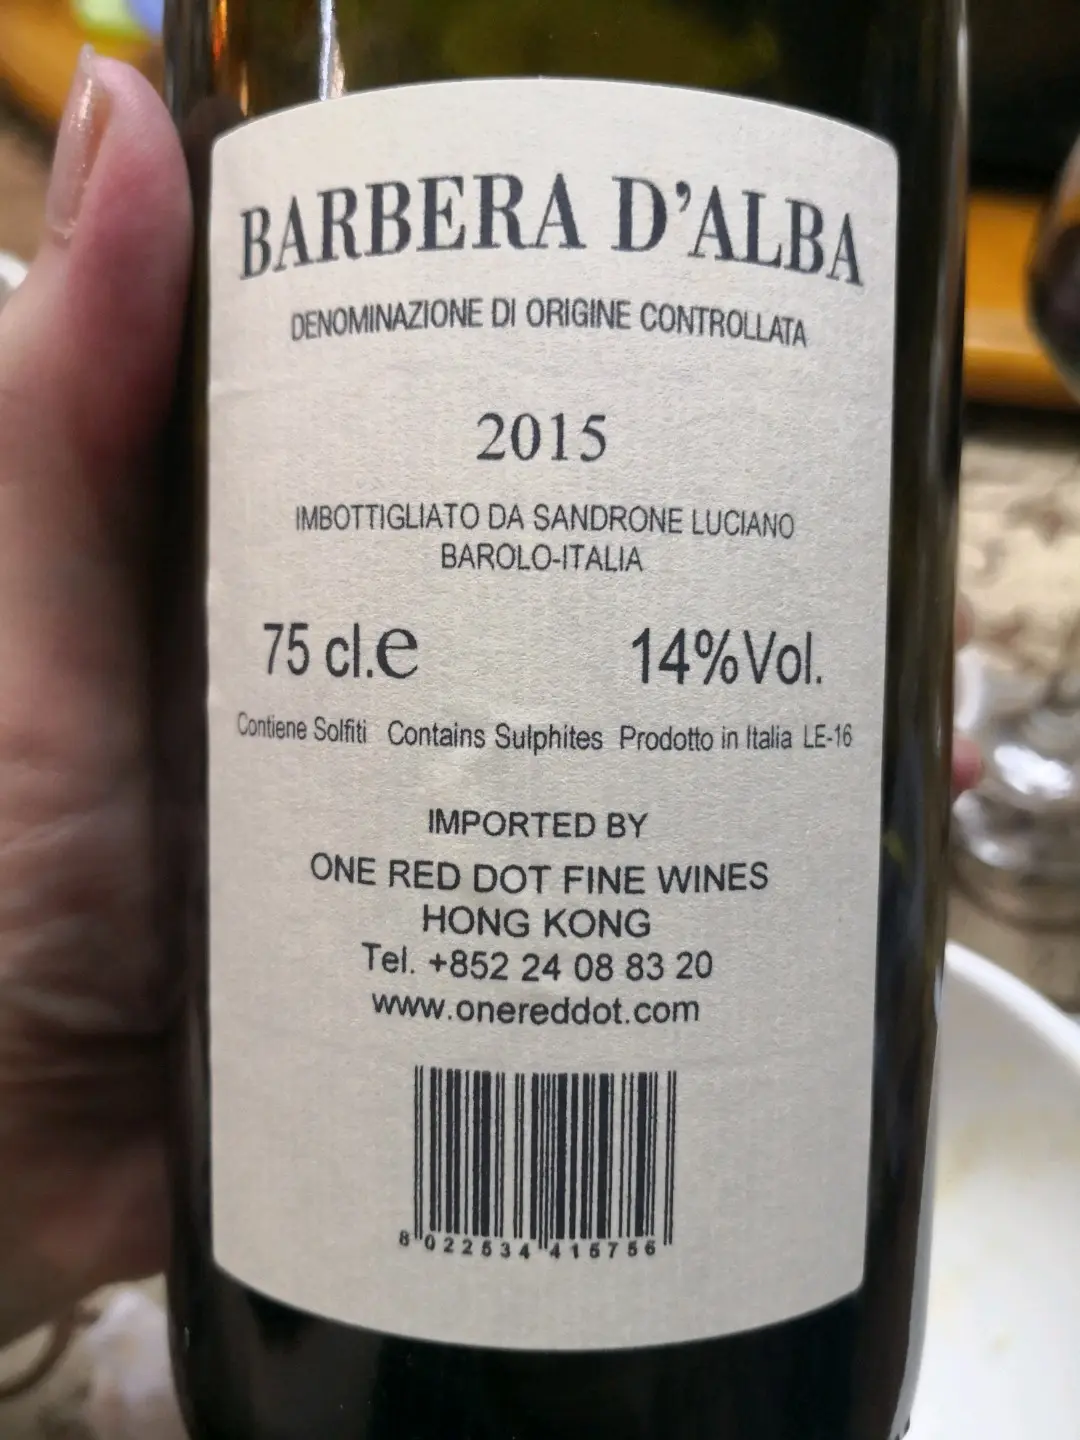 BARBERA D'ALBA
DENOMINAZIONE DI ORIGINE CONTROLLATA
2015
IMBOTTIGLIATO DA SANDRONE LUCIANO
BAROLO-ITALIA
75 cl.e 14%Vol.
Contiene Solfiti Contains Sulphites Prodotto in Italia LE-16
IMPORTED BY
ONE RED DOT FINE WINES
HONG KONG
Tel. +852 24 08 83 20
www.onereddot.com
8 022534 415756